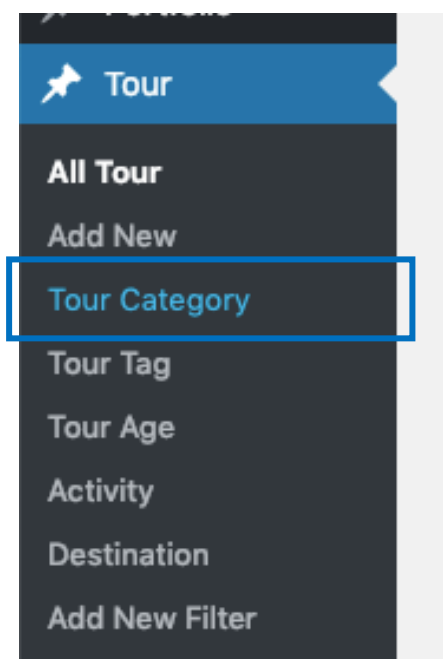 Tour
All Tour
Add New
Tour Category
Tour Tag
Tour Age
Activity
Destination
Add New Filter